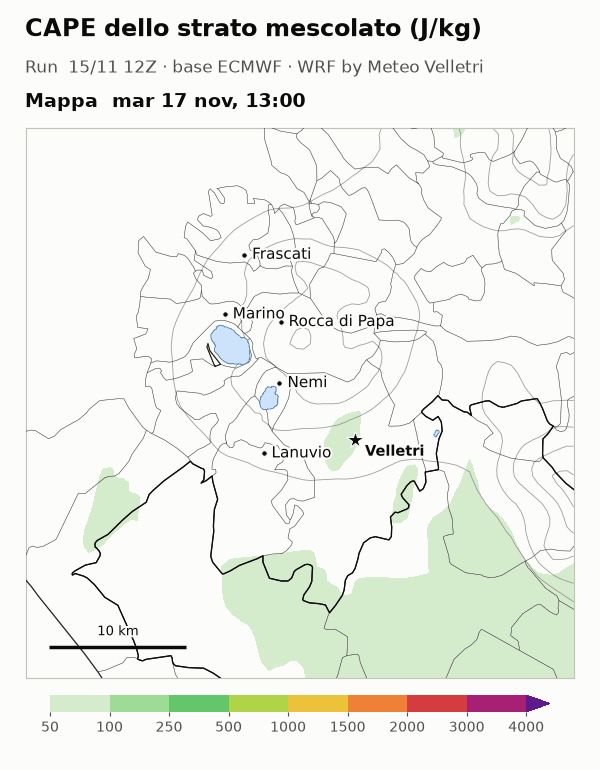 CAPE dello strato mescolato (J/kg)
Run  15/11 12Z · base ECMWF · WRF by Meteo Velletri
Mappa  mar 17 nov, 13:00
Frascati
Marino
Rocca di Papa
Nemi
Velletri
Lanuvio
10 km
50 100 250 500 1000 1500 2000 3000 4000